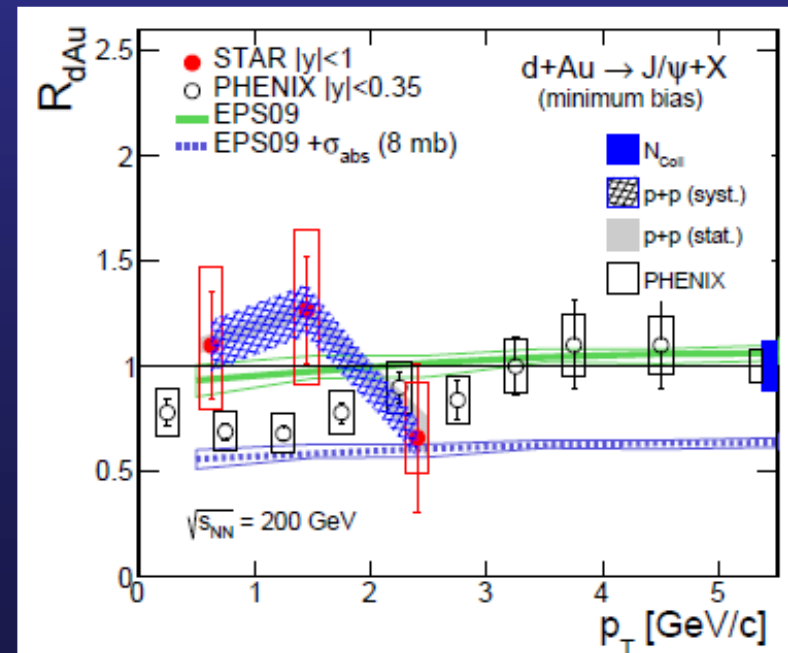 R_dAu
2.5
2
1.5
1
0.5
0
STAR |y|<1
PHENIX |y|<0.35
EPS09
EPS09 +σ_abs (8 mb)
d+Au → J/ψ+X
(minimum bias)
N_Coll
p+p (syst.)
p+p (stat.)
PHENIX
√s_NN = 200 GeV
0 1 2 3 4 5
p_T [GeV/c]